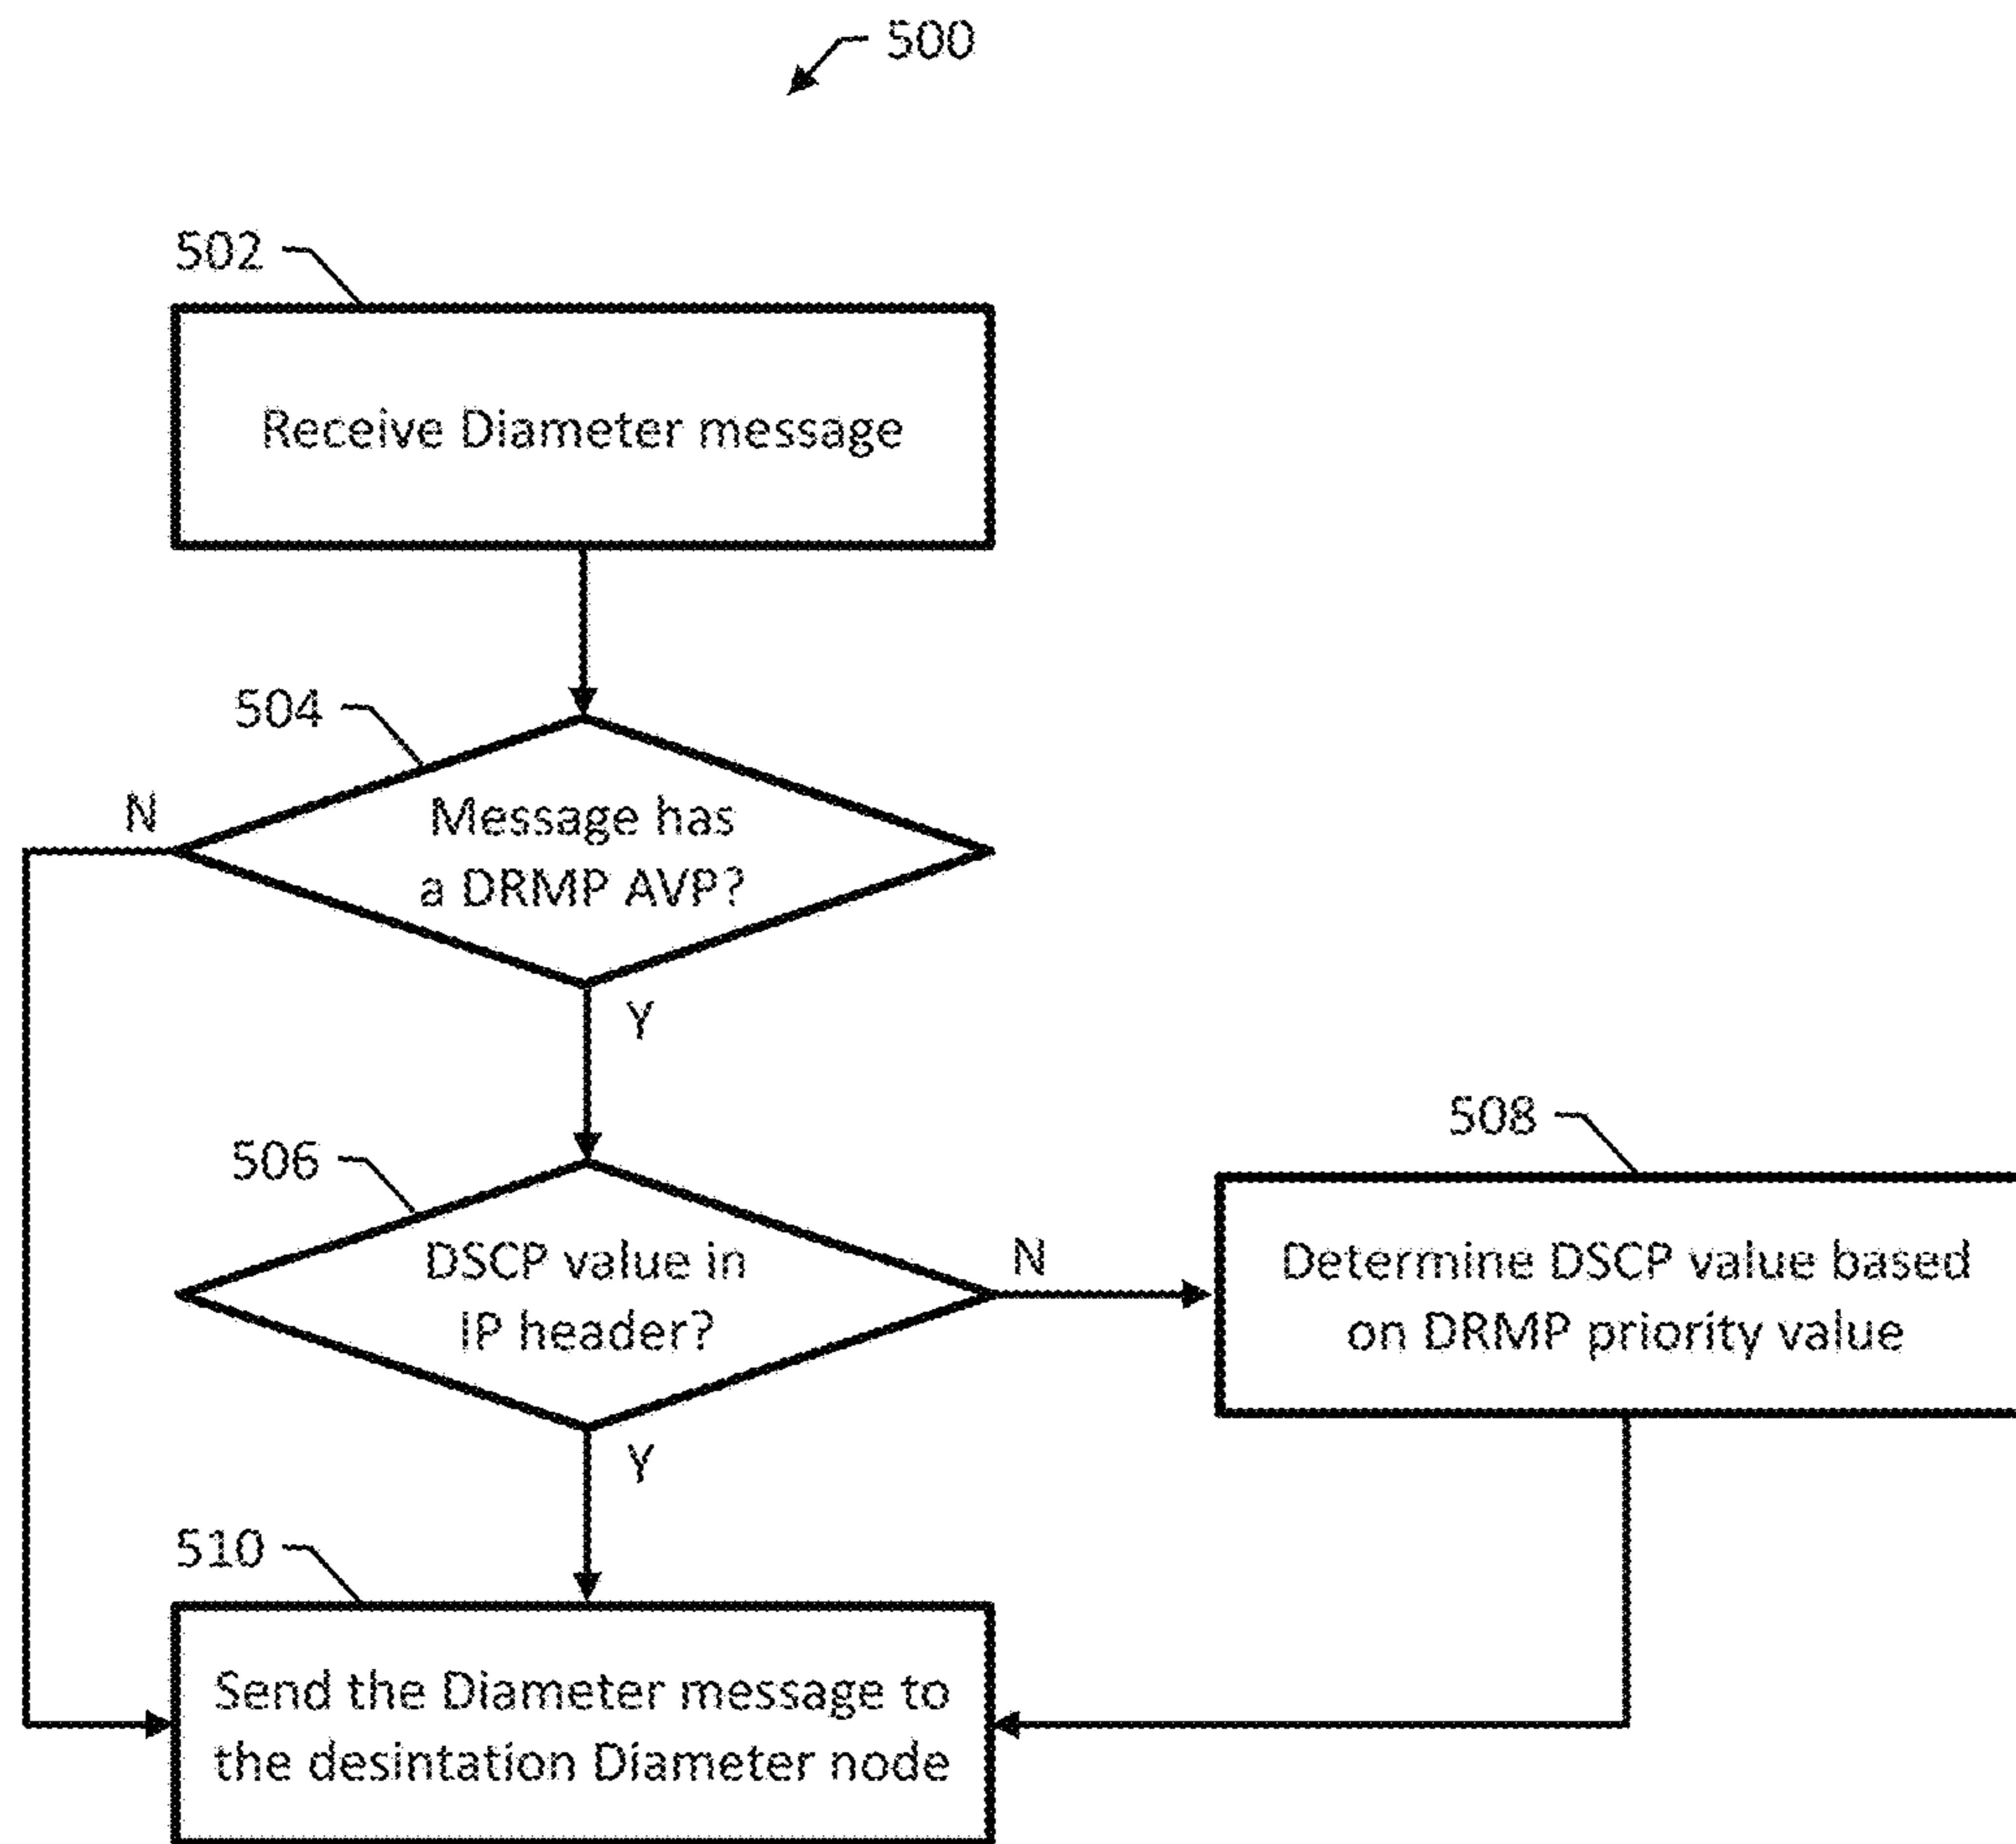 500
502
Receive Diameter message
504
N
Message has
a DRMP AVP?
Y
506
DSCP value in
IP header?
N
508
Determine DSCP value based
on DRMP priority value
Y
510
Send the Diameter message to
the desintation Diameter node